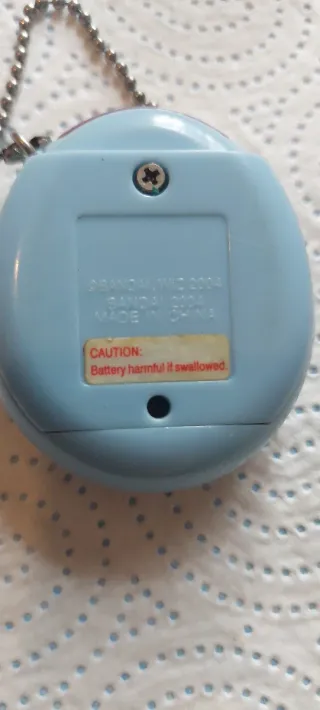 ©BANDAI, WiZ 2004
BANDAI 2004
MADE IN CHINA
CAUTION:
Battery harmful if swallowed.